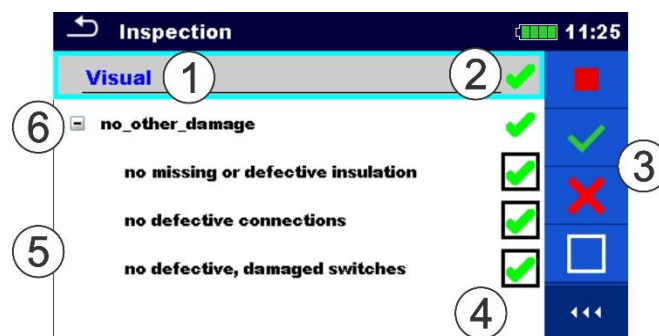 Inspection 11:25
Visual 1 2
6 no_other_damage
3
no missing or defective insulation
no defective connections
5
no defective, damaged switches
4